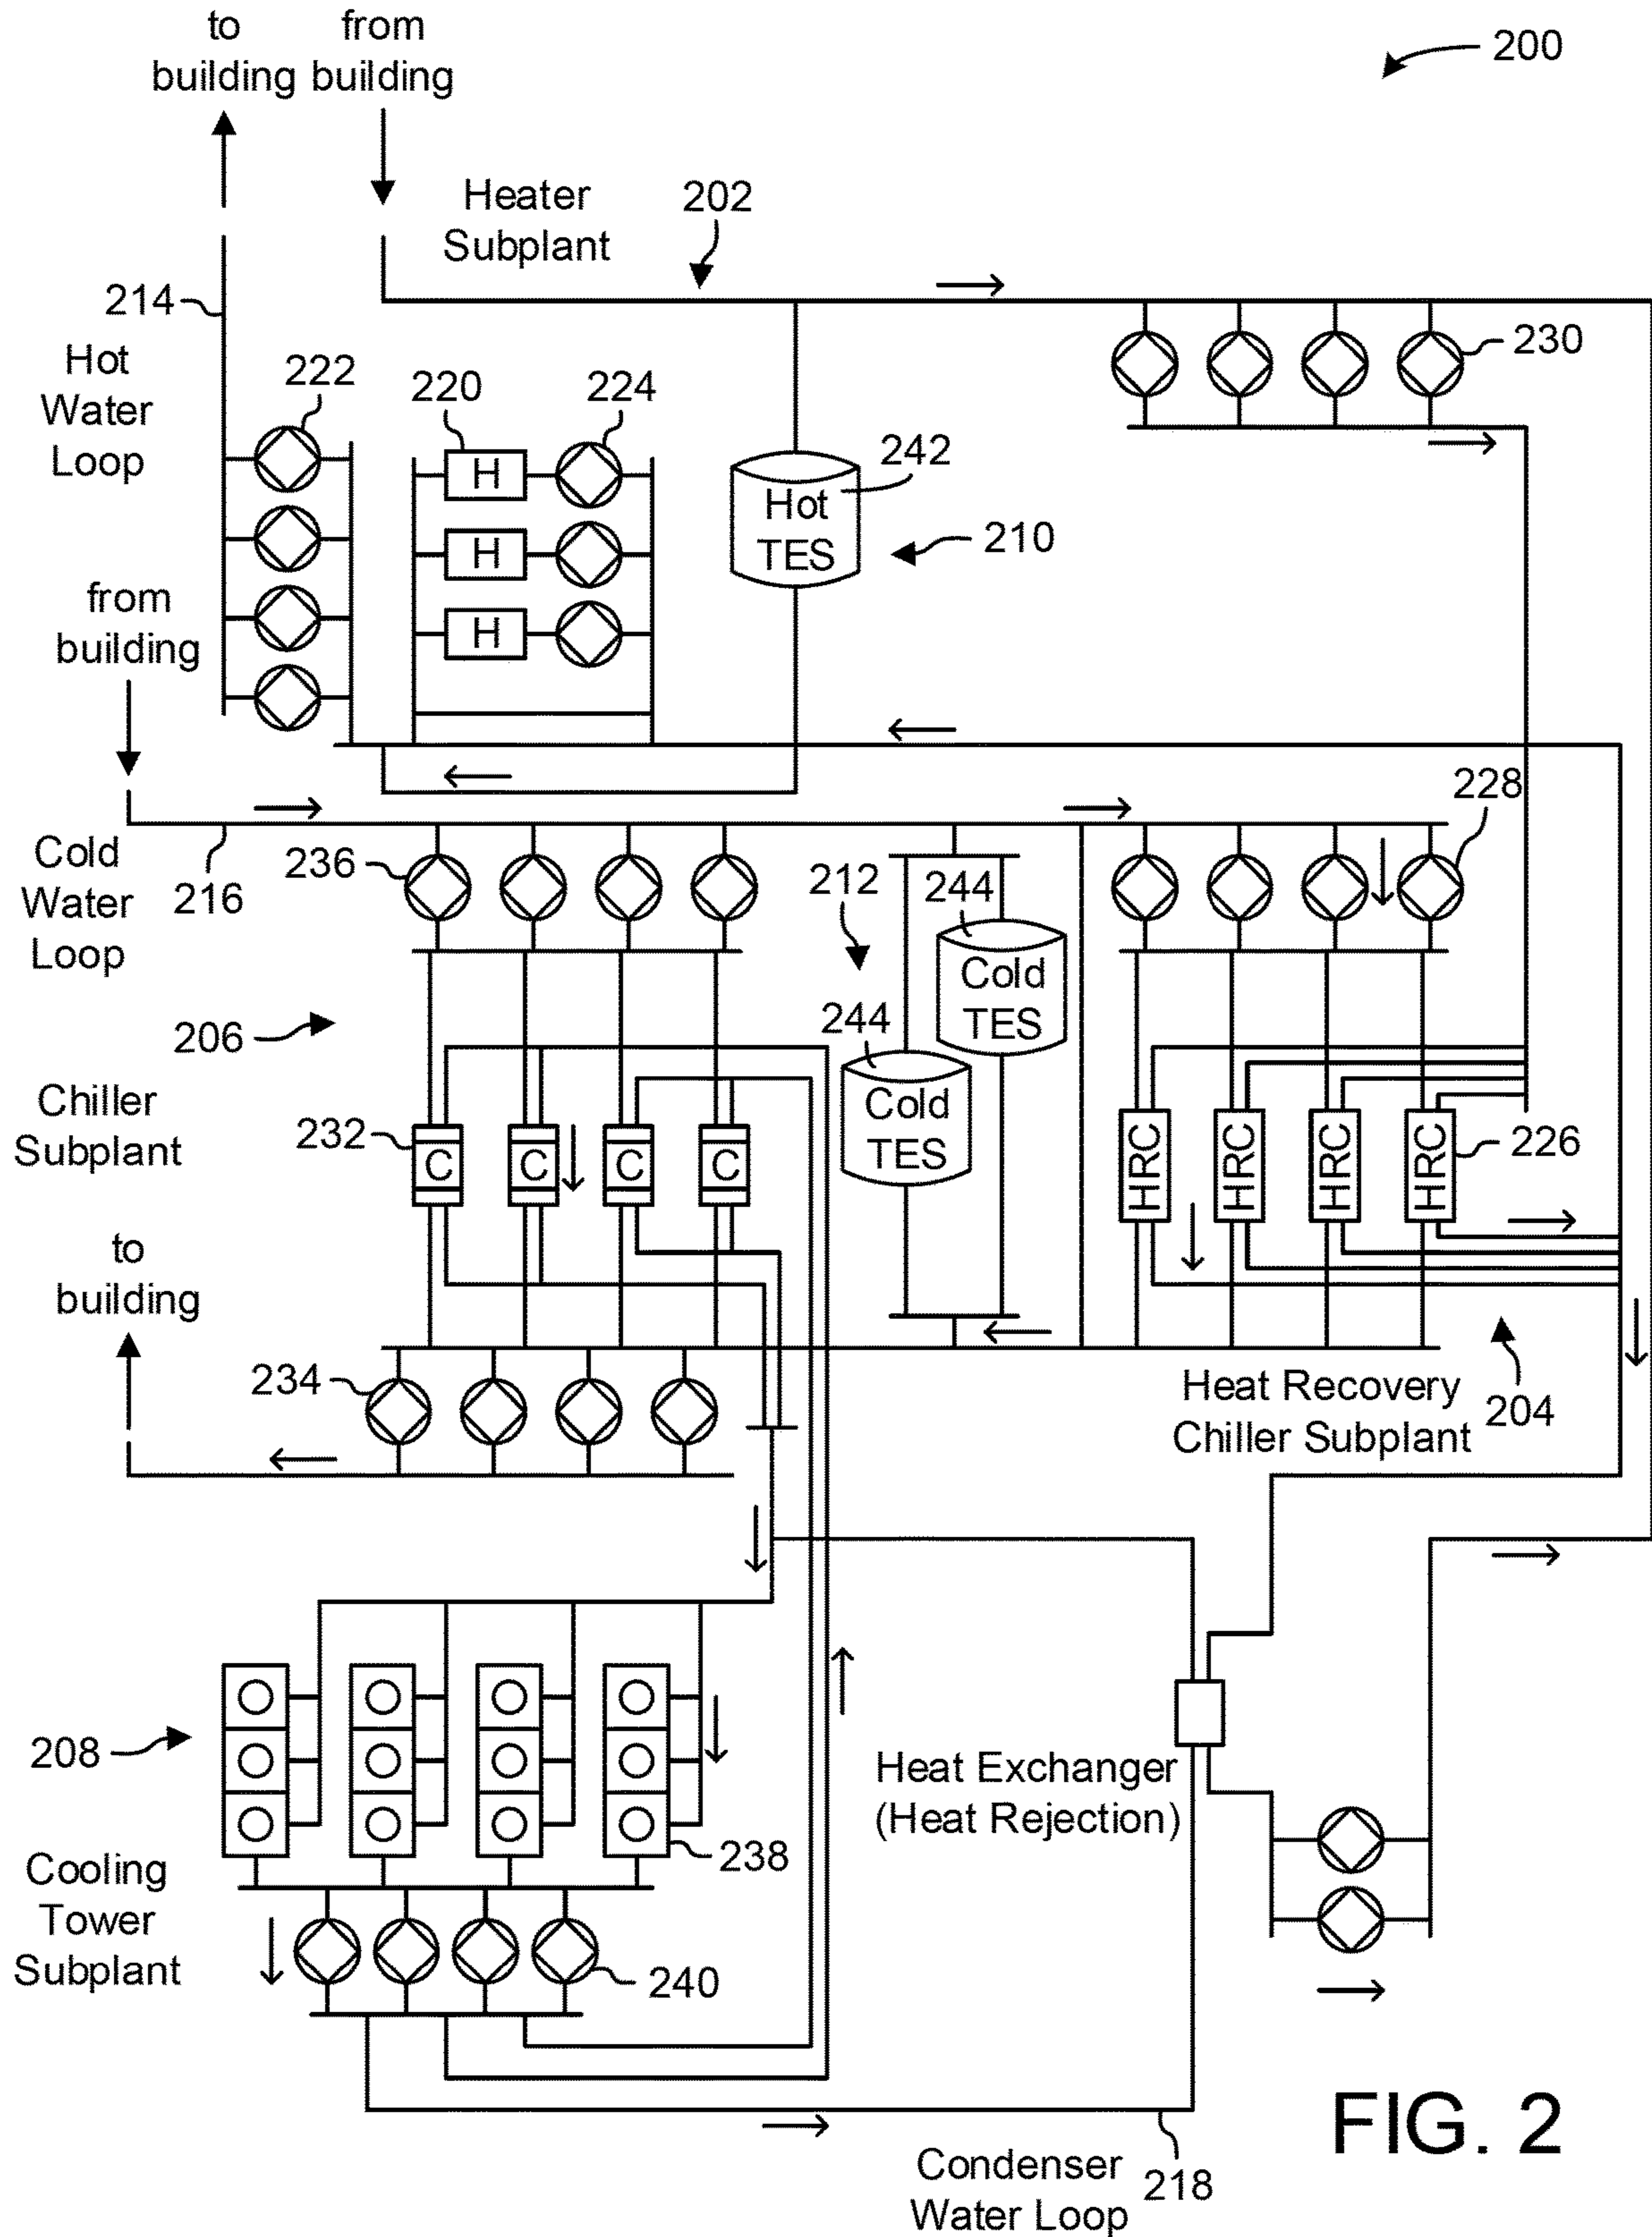 to
building
from
building
200
Heater
Subplant
202
214
Hot
Water
Loop
222
220
224
230
H
H
H
242
Hot
TES
210
from
building
228
Cold
Water
Loop
216
236
212
244
Cold
TES
244
Cold
TES
206
Chiller
Subplant
232
C
C
C
C
HRC
HRC
HRC
HRC
226
to
building
234
Heat Recovery
Chiller Subplant
204
208
Heat Exchanger
(Heat Rejection)
238
Cooling
Tower
Subplant
240
Condenser
Water Loop
218
FIG. 2